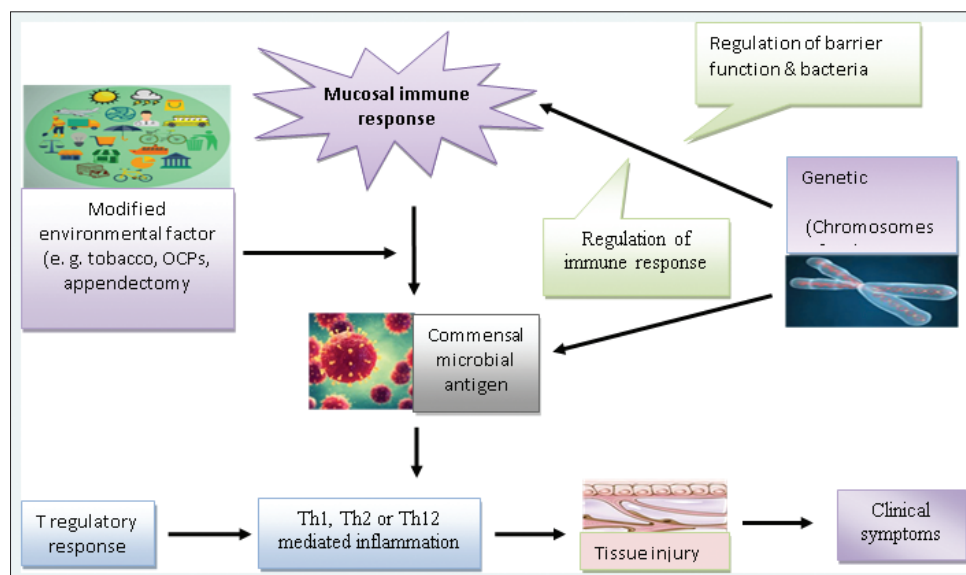 Mucosal immune
response
Regulation of barrier
function & bacteria
Modified
environmental factor
(e. g. tobacco, OCPs,
appendectomy
Regulation of
immune response
Genetic
(Chromosomes
Commensal
microbial
antigen
T regulatory
response
Th1, Th2 or Th12
mediated inflammation
Tissue injury
Clinical
symptoms